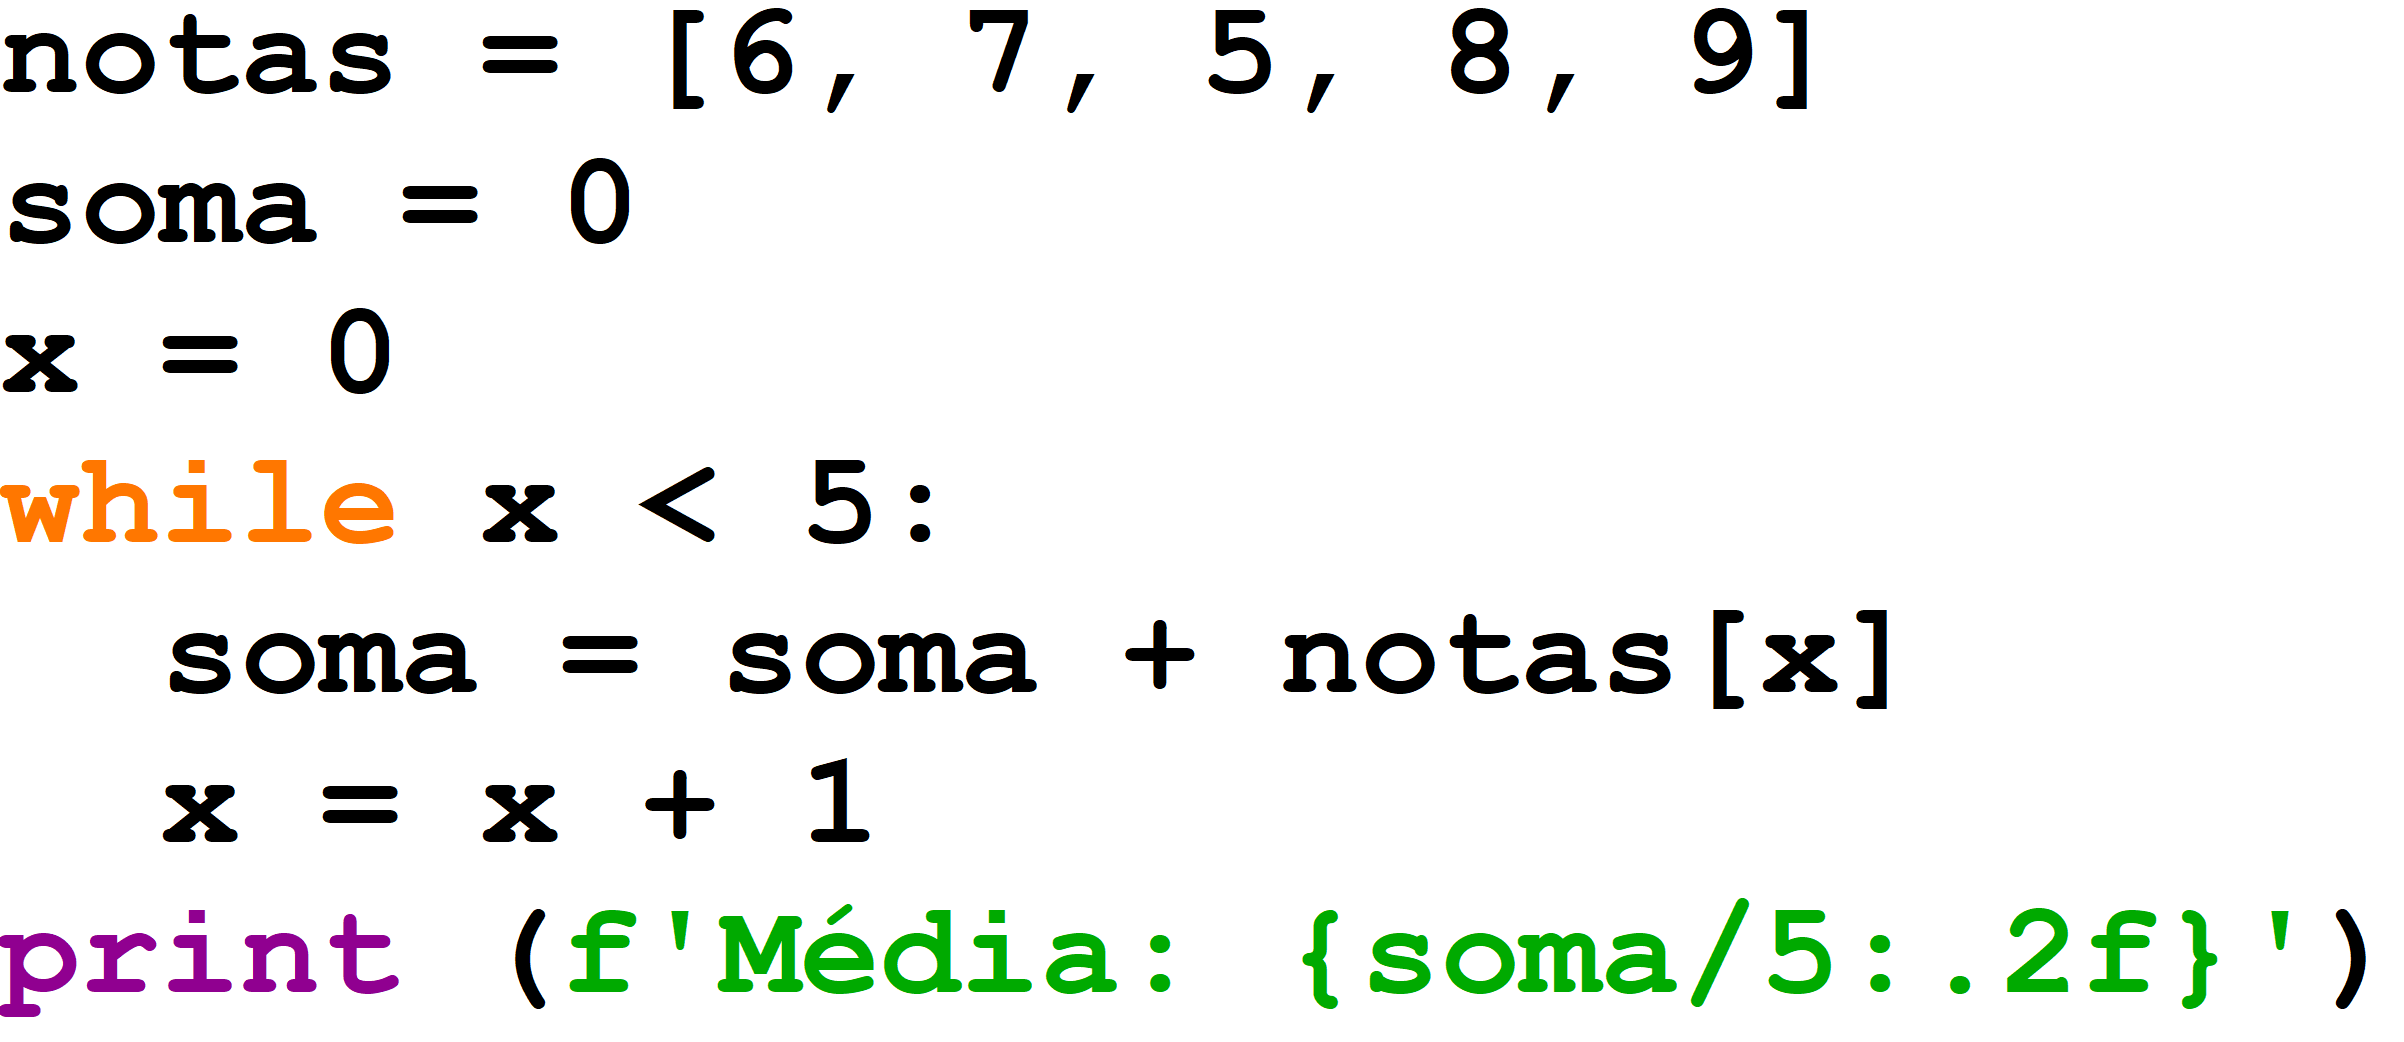 notas = [6, 7, 5, 8, 9]
soma = 0
x = 0
while x < 5:
  soma = soma + notas[x]
  x = x + 1
print (f'Média: {soma/5:.2f}')